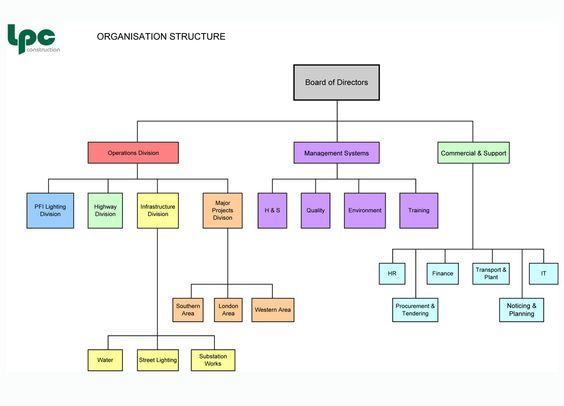 lpc
construction
ORGANISATION STRUCTURE
Board of Directors
Operations Division
Management Systems
Commercial & Support
PFI Lighting
Division
Highway
Division
Infrastructure
Division
Major
Projects
Divison
H & S
Quality
Environment
Training
HR
Finance
Transport &
Plant
IT
Procurement &
Tendering
Noticing &
Planning
Southern
Area
London
Area
Western Area
Water
Street Lighting
Substation
Works